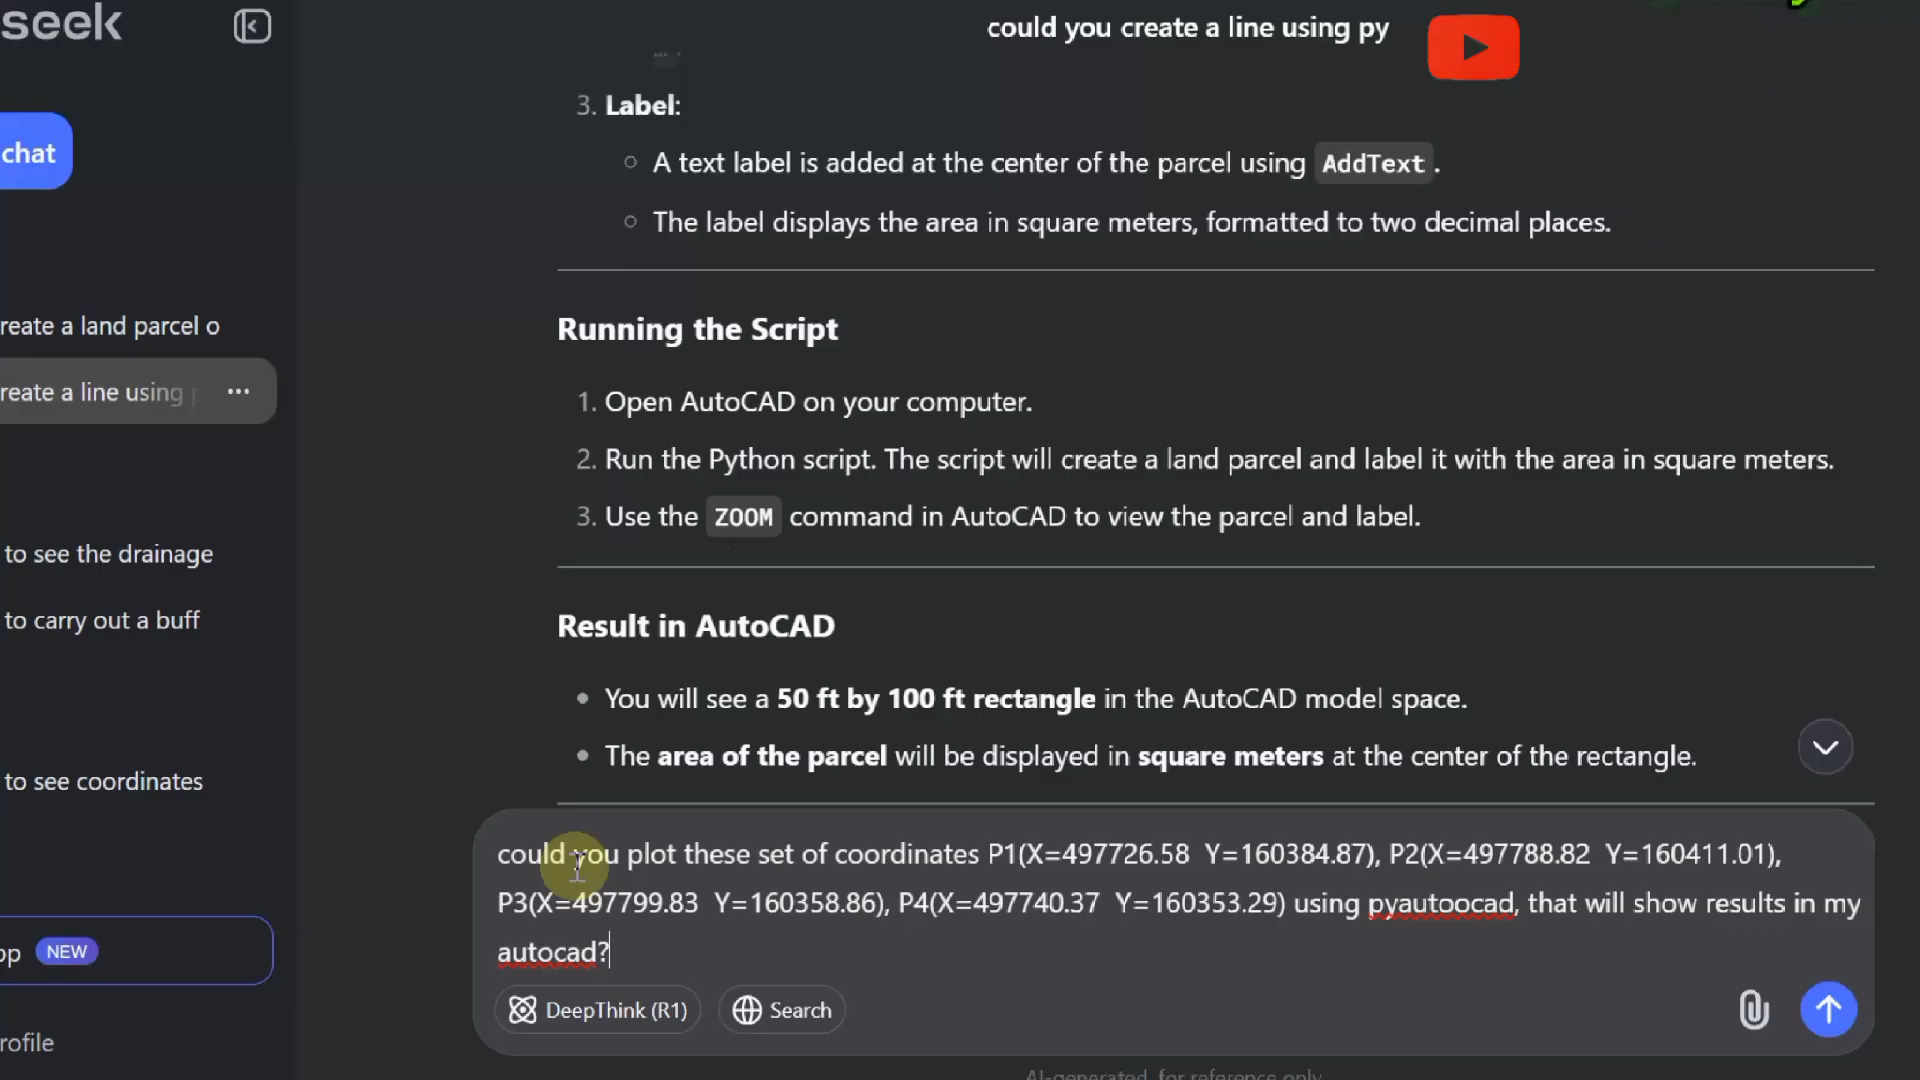 seek
could you create a line using py
3. Label:
A text label is added at the center of the parcel using AddText.
The label displays the area in square meters, formatted to two decimal places.
Running the Script
1. Open AutoCAD on your computer.
2. Run the Python script. The script will create a land parcel and label it with the area in square meters.
3. Use the ZOOM command in AutoCAD to view the parcel and label.
Result in AutoCAD
You will see a 50 ft by 100 ft rectangle in the AutoCAD model space.
The area of the parcel will be displayed in square meters at the center of the rectangle.
could you plot these set of coordinates P1(X=497726.58 Y=160384.87), P2(X=497788.82 Y=160411.01),
P3(X=497799.83 Y=160358.86), P4(X=497740.37 Y=160353.29) using pyautoocad, that will show results in my
autocad?
DeepThink (R1)
Search
AI-generated, for reference only
chat
reate a land parcel o
reate a line using
to see the drainage
to carry out a buff
to see coordinates
pp NEW
rofile